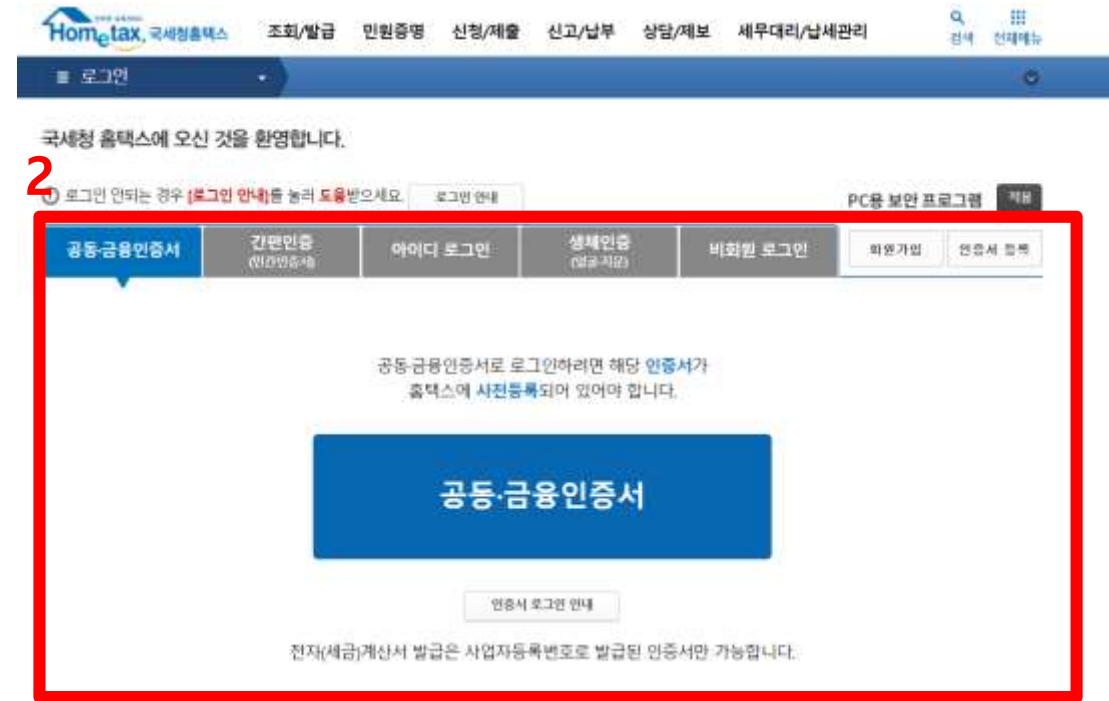 Hometax. 국세청홈택스 조회/발급 민원증명 신청/제출 신고/납부 상담/제보 세무대리/납세관리 검색 전체메뉴
로그인
국세청 홈택스에 오신 것을 환영합니다.
2
로그인 안되는 경우 [로그인 안내]를 눌러 도움받으세요. 로그인 안내 PC용 보안 프로그램 적용
공동·금융인증서 간편인증 (민간인증서) 아이디 로그인 생체인증 (얼굴·지문) 비회원 로그인 회원가입 인증서 등록
공동·금융인증서로 로그인하려면 해당 인증서가
홈택스에 사전등록되어 있어야 합니다.
공동·금융인증서
인증서 로그인 안내
전자(세금)계산서 발급은 사업자등록번호로 발급된 인증서만 가능합니다.